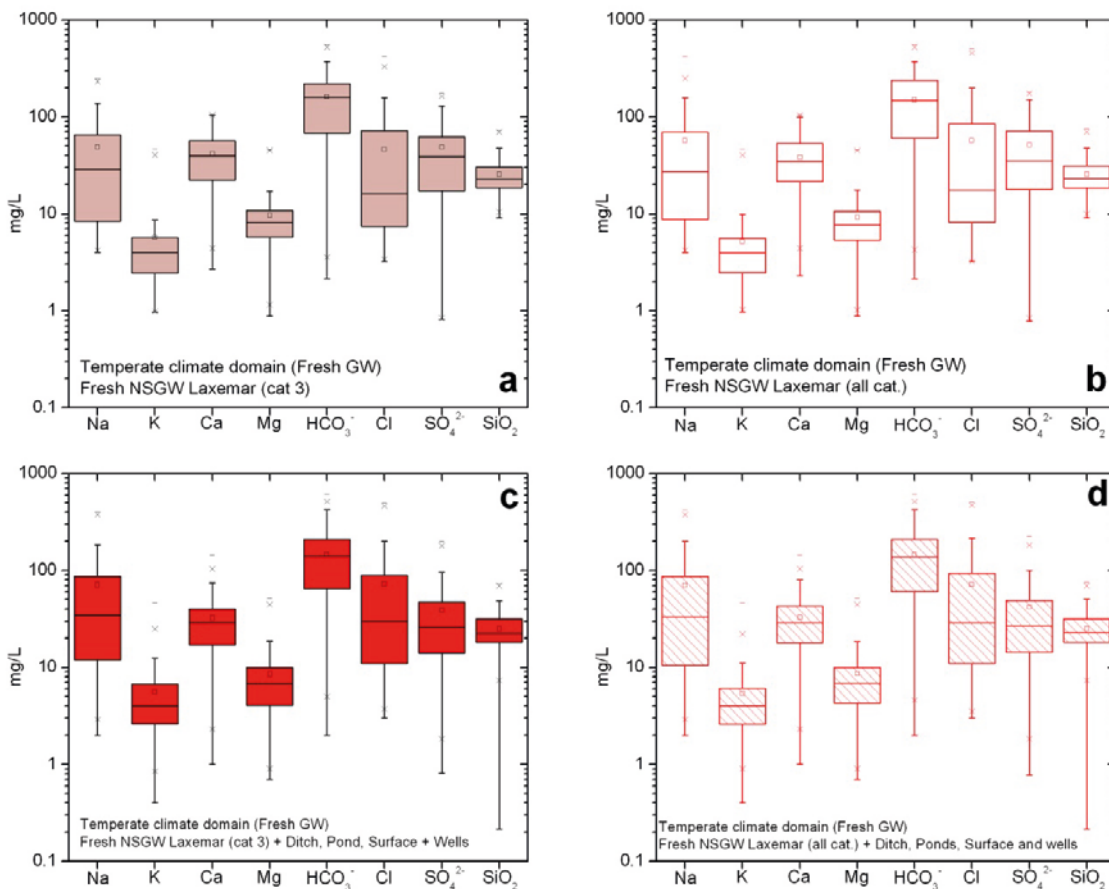 a
1000
100
10
1
0.1
mg/L
Temperate climate domain (Fresh GW)
Fresh NSGW Laxemar (cat 3)
Na K Ca Mg HCO₃⁻ Cl SO₄²⁻ SiO₂
b
1000
100
10
1
0.1
mg/L
Temperate climate domain (Fresh GW)
Fresh NSGW Laxemar (all cat.)
Na K Ca Mg HCO₃⁻ Cl SO₄²⁻ SiO₂
c
1000
100
10
1
0.1
mg/L
Temperate climate domain (Fresh GW)
Fresh NSGW Laxemar (cat 3) + Ditch, Pond, Surface + Wells
Na K Ca Mg HCO₃⁻ Cl SO₄²⁻ SiO₂
d
1000
100
10
1
0.1
mg/L
Temperate climate domain (Fresh GW)
Fresh NSGW Laxemar (all cat.) + Ditch, Ponds, Surface and wells
Na K Ca Mg HCO₃⁻ Cl SO₄²⁻ SiO₂